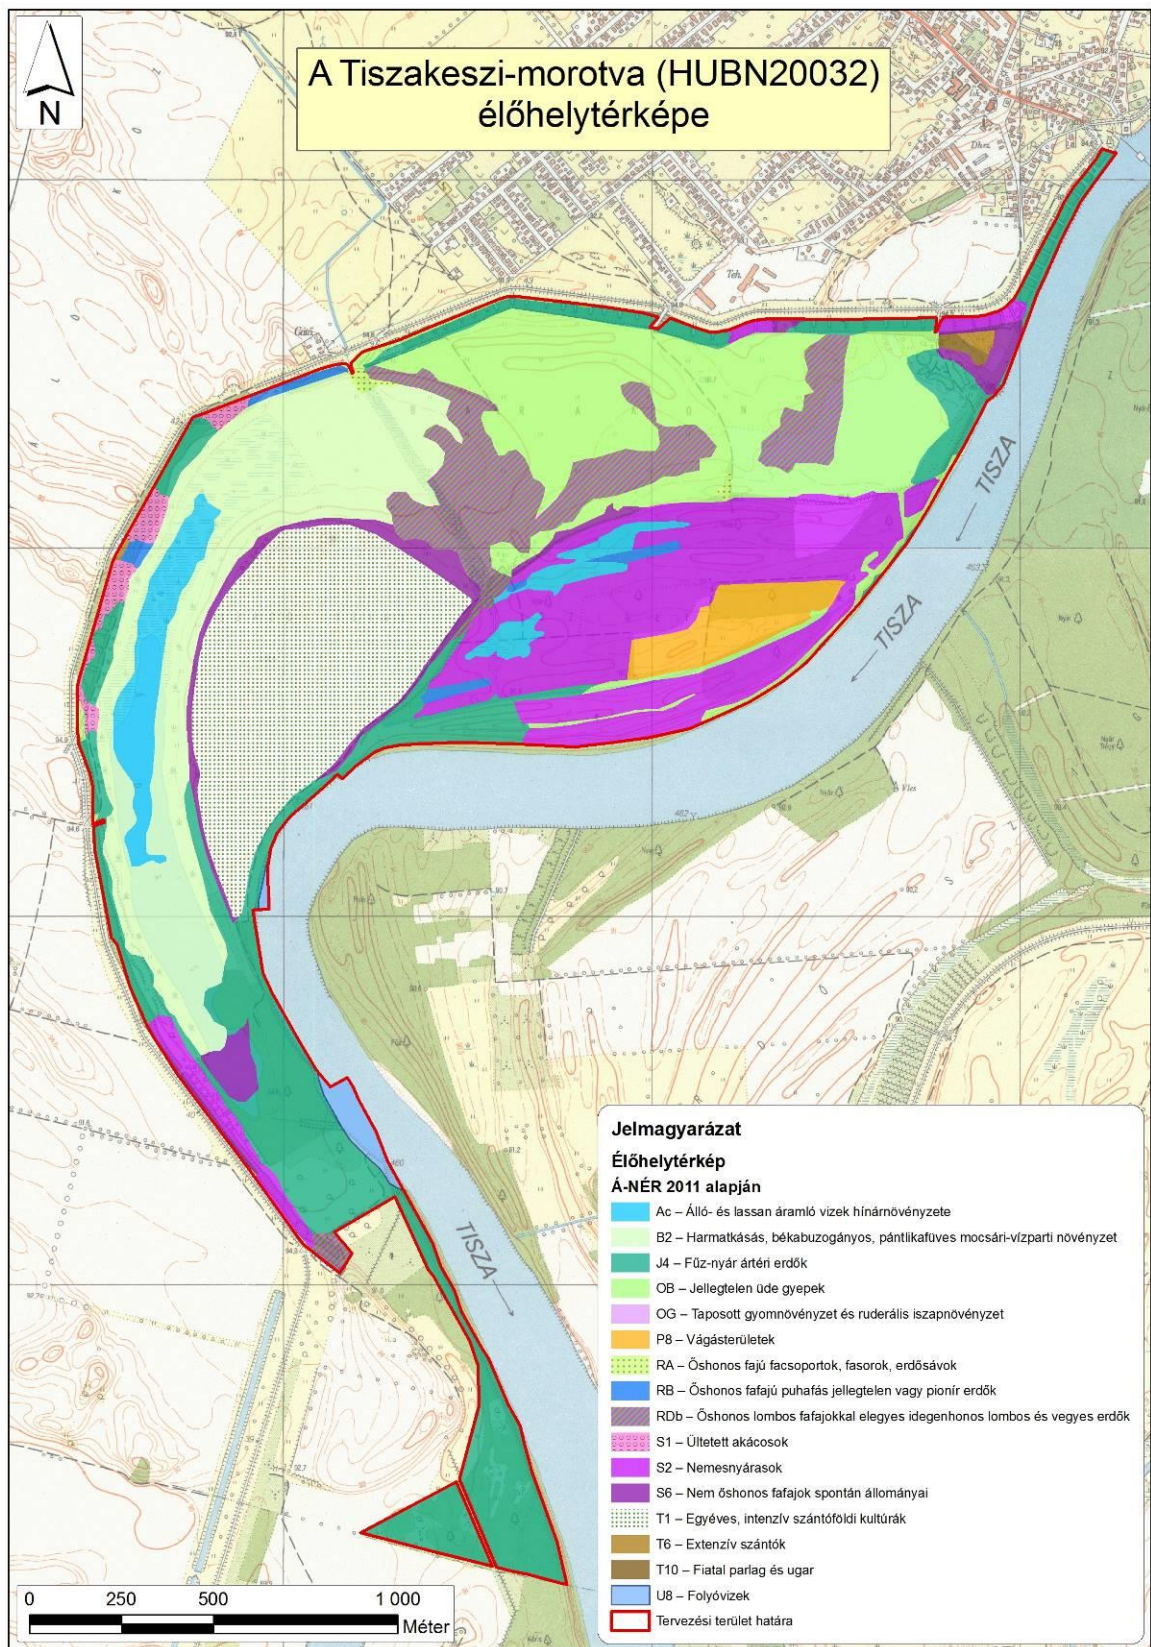 N
A Tiszakeszi-morotva (HUBN20032)
élőhelytérképe
Teh.
TISZA
TISZA
TISZA
Jelmagyarázat
Élőhelytérkép
Á-NÉR 2011 alapján
Ac – Álló- és lassan áramló vizek hínárnövényzete
B2 – Harmatkásás, békabuzogányos, pántlikafüves mocsári-vízparti növényzet
J4 – Fűz-nyár ártéri erdők
OB – Jellegtelen üde gyepek
OG – Taposott gyomnövényzet és ruderális iszapnövényzet
P8 – Vágásterületek
RA – Őshonos fajú facsoportok, fasorok, erdősávok
RB – Őshonos fafajú puhafás jellegtelen vagy pionír erdők
RDb – Őshonos lombos fafajokkal elegyes idegenhonos lombos és vegyes erdők
S1 – Ültetett akácosok
S2 – Nemesnyárasok
S6 – Nem őshonos fafajok spontán állományai
T1 – Egyéves, intenzív szántóföldi kultúrák
T6 – Extenzív szántók
T10 – Fiatal parlag és ugar
U8 – Folyóvizek
Tervezési terület határa
0 250 500 1 000
Méter